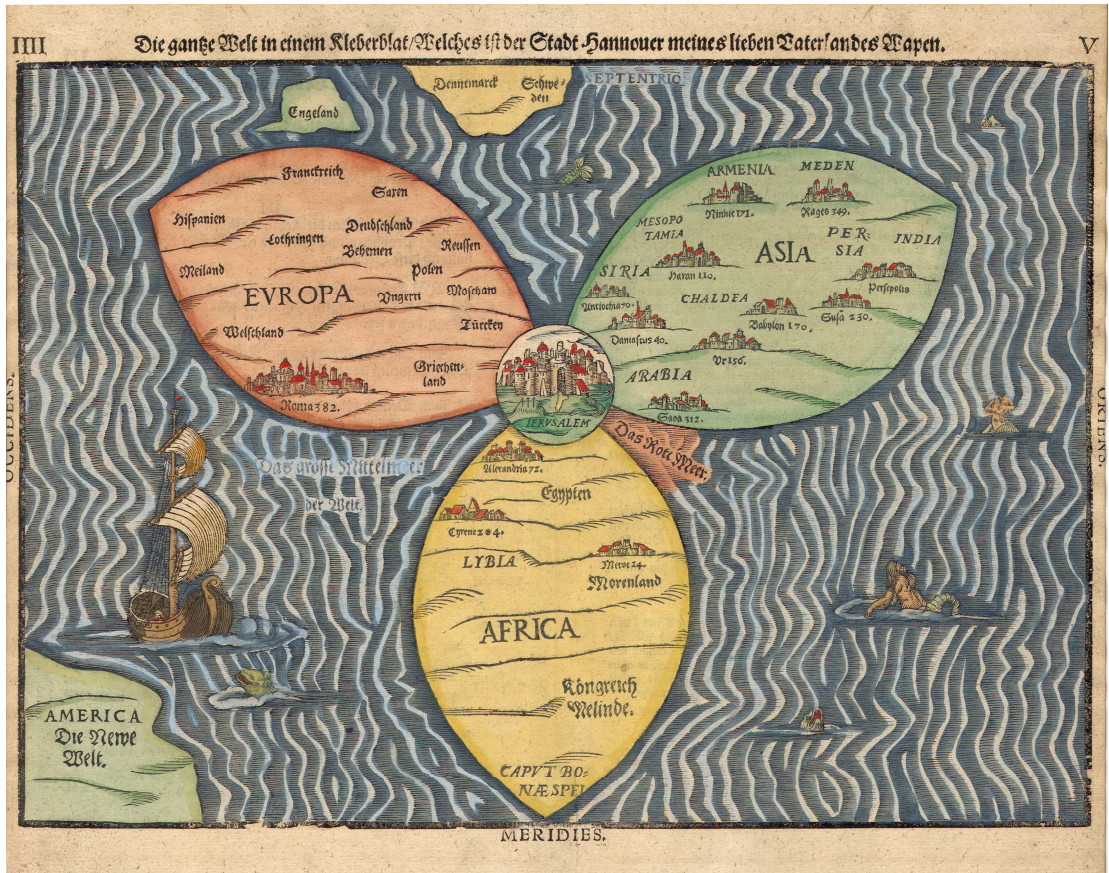 IIII
Die gantze Welt in einem Kleberblat/Welches ist der Stadt Hannouer meines lieben Vaterlandes Wapen.
V
SEPTENTRIO
Dennemarck
Schwe-
den
Engeland
Franckreich
Saxen
Hispanien
Lothringen
Deudschland
Behemen
Reussen
Meiland
Polen
EVROPA
Vngern
Moschaw
Welschland
Türckey
Griechen-
land
Roma 382.
ARMENIA
MEDEN
Niniue 171.
Rages 349.
MESOPO
TAMIA
Haran 110.
ASIA
PER:
SIA
INDIA
Persepolis
SIRIA
Antiochia 70.
CHALDEA
Babylon 170.
Susa 230.
Damascus 40.
Vr 156.
ARABIA
Saba 312.
IERVSALEM
Das Rote Meer.
OCCIDENS.
ORIENS.
Das grosse Mittelmeer
der Welt.
Alexandria 72.
Egypten
Cyrene 204.
LYBIA
Meroe 24.
Morenland
AFRICA
Köngreich
Melinde.
CAPVT BO-
NÆ SPEI
AMERICA
Die Newe
Welt.
MERIDIES.